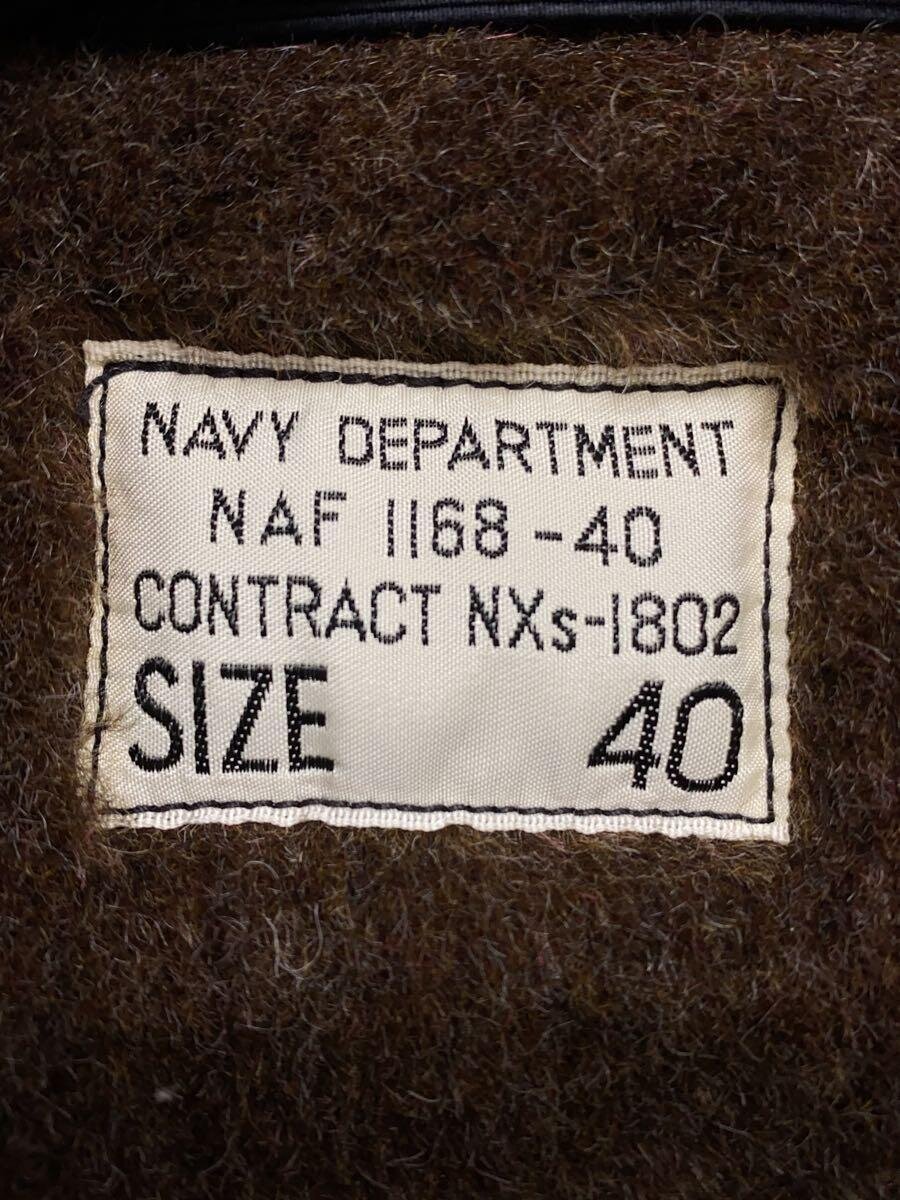 NAVY DEPARTMENT
NAF 1168-40
CONTRACT NXs-1802
SIZE 40